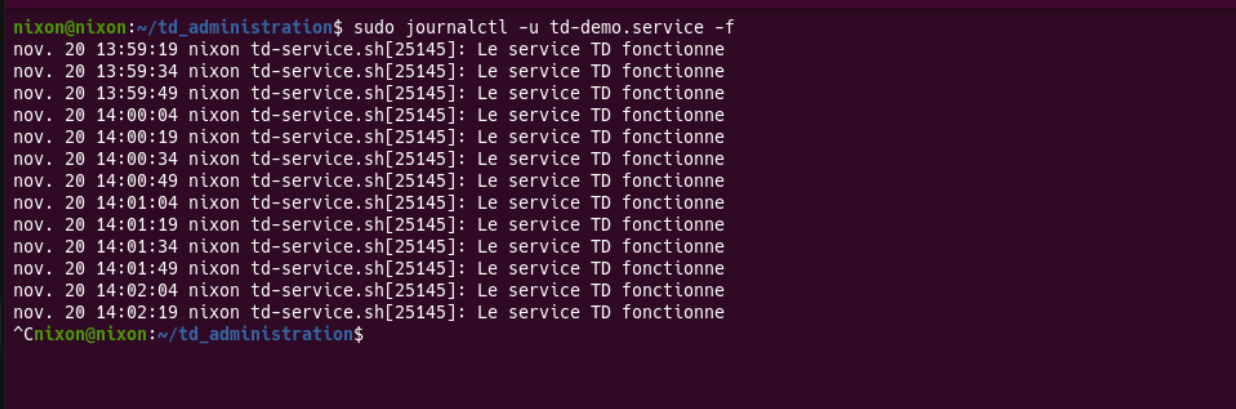 nixon@nixon:~/td_administration$ sudo journalctl -u td-demo.service -f
nov. 20 13:59:19 nixon td-service.sh[25145]: Le service TD fonctionne
nov. 20 13:59:34 nixon td-service.sh[25145]: Le service TD fonctionne
nov. 20 13:59:49 nixon td-service.sh[25145]: Le service TD fonctionne
nov. 20 14:00:04 nixon td-service.sh[25145]: Le service TD fonctionne
nov. 20 14:00:19 nixon td-service.sh[25145]: Le service TD fonctionne
nov. 20 14:00:34 nixon td-service.sh[25145]: Le service TD fonctionne
nov. 20 14:00:49 nixon td-service.sh[25145]: Le service TD fonctionne
nov. 20 14:01:04 nixon td-service.sh[25145]: Le service TD fonctionne
nov. 20 14:01:19 nixon td-service.sh[25145]: Le service TD fonctionne
nov. 20 14:01:34 nixon td-service.sh[25145]: Le service TD fonctionne
nov. 20 14:01:49 nixon td-service.sh[25145]: Le service TD fonctionne
nov. 20 14:02:04 nixon td-service.sh[25145]: Le service TD fonctionne
nov. 20 14:02:19 nixon td-service.sh[25145]: Le service TD fonctionne
^Cnixon@nixon:~/td_administration$